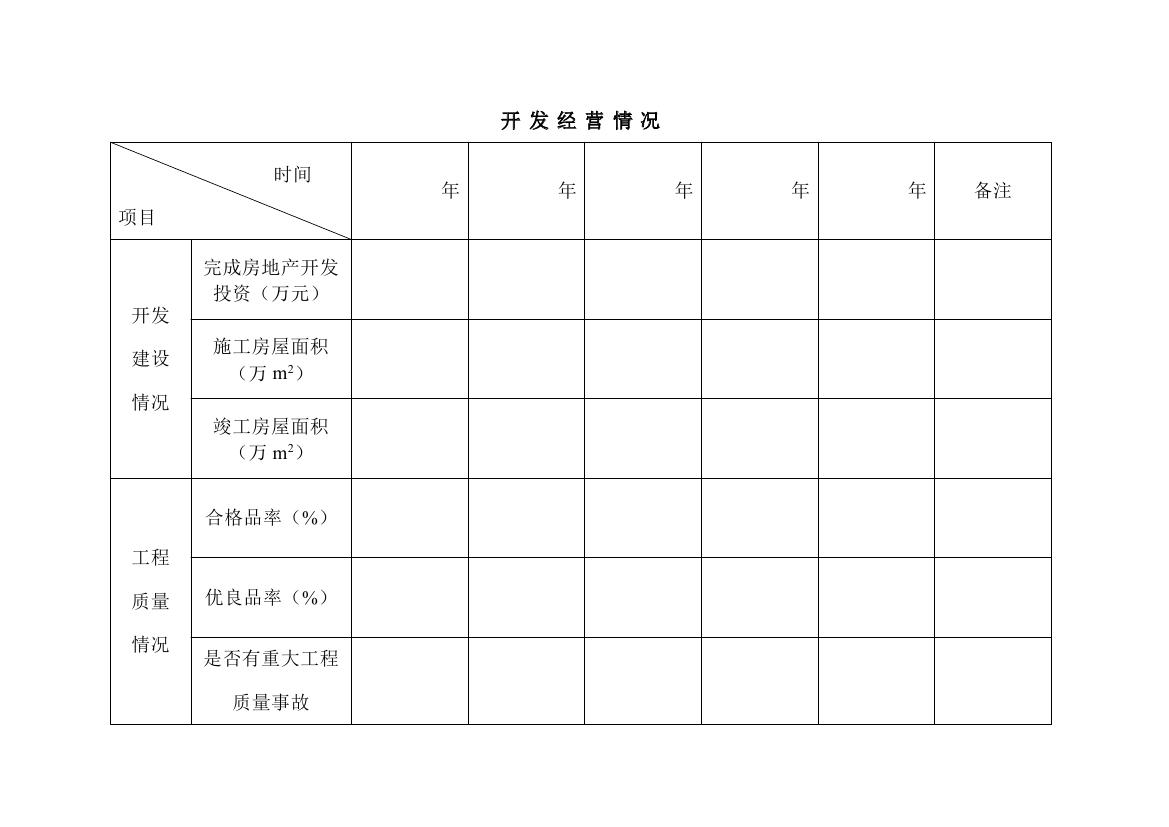 开发经营情况
时间
项目
年 年 年 年 年 备注
开发
建设
情况
完成房地产开发
投资（万元）
施工房屋面积
（万 m²）
竣工房屋面积
（万 m²）
工程
质量
情况
合格品率（%）
优良品率（%）
是否有重大工程
质量事故